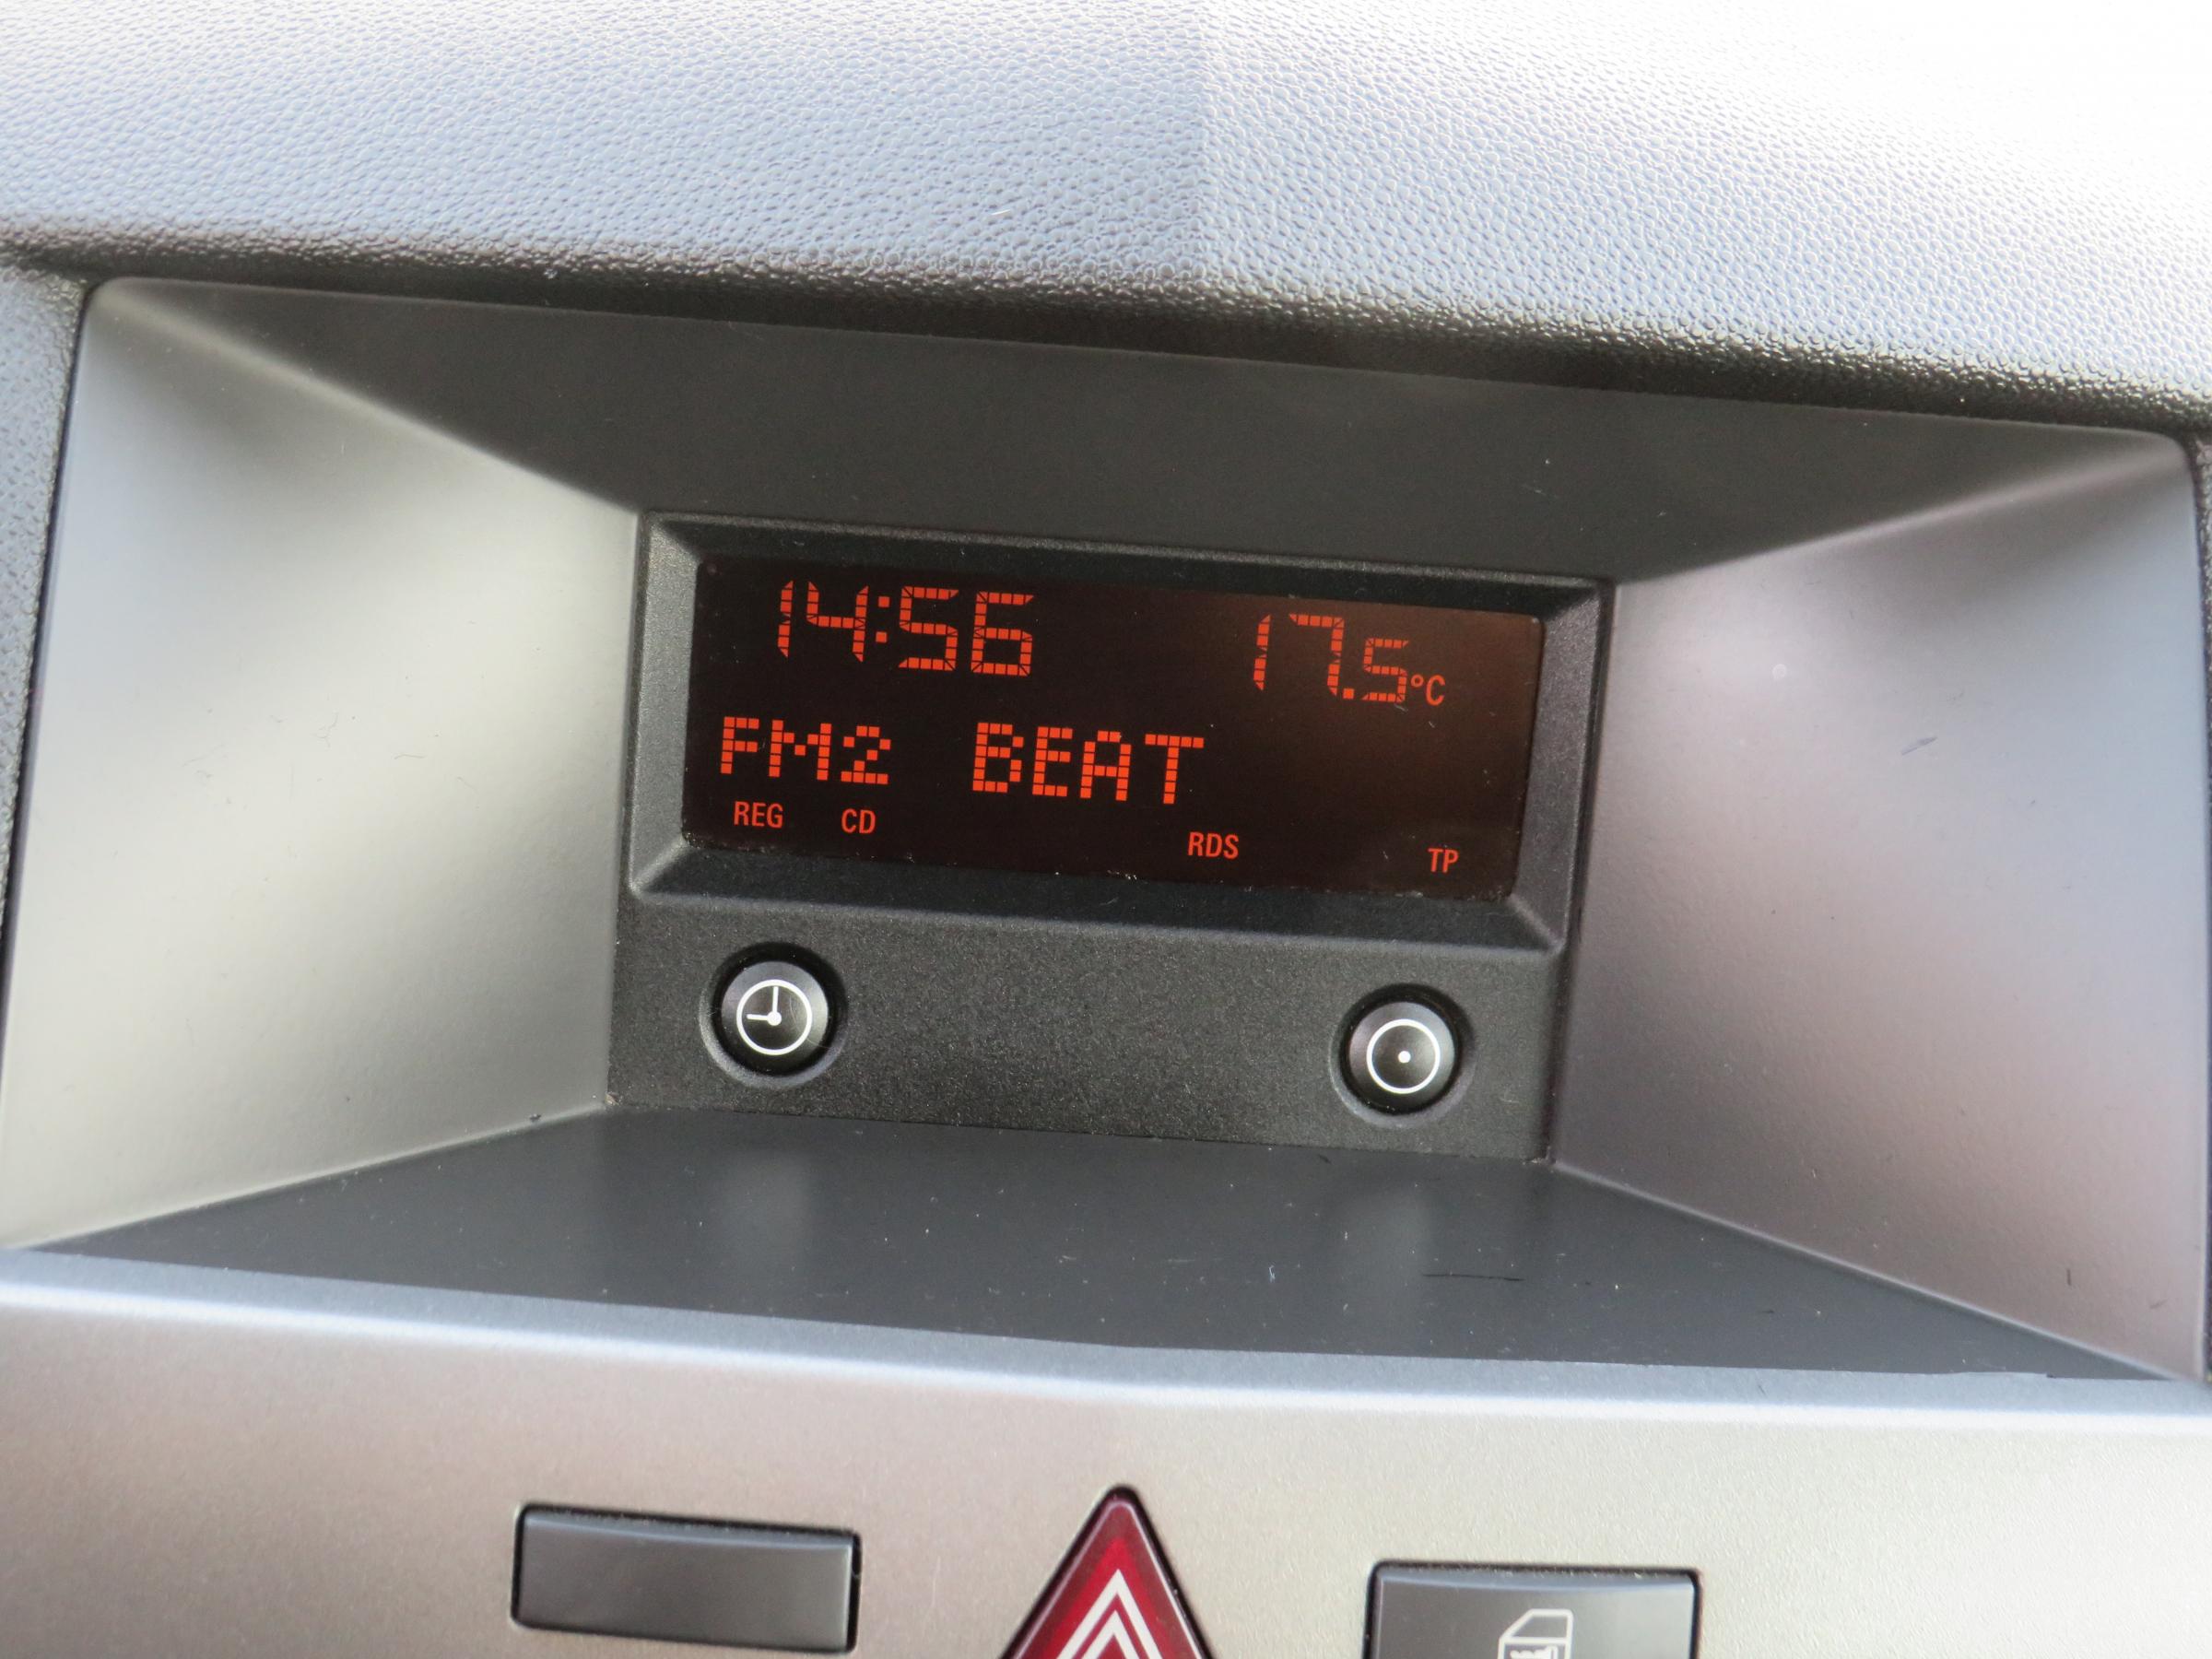 14:56 17.5°C
FM2 BEAT
REG CD RDS TP